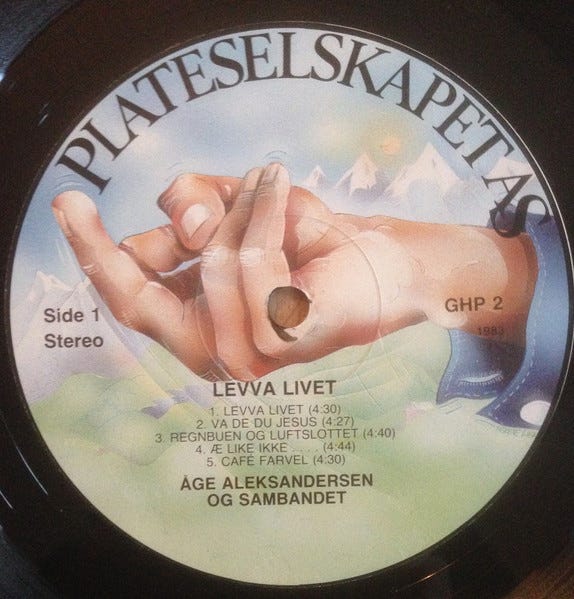 PLATESELSKAPET AS
Side 1
Stereo
GHP 2
1983
LEVVA LIVET
1. LEVVA LIVET (4:30)
2. VA DE DU JESUS (4:27)
3. REGNBUEN OG LUFTSLOTTET (4:40)
4. Æ LIKE IKKE . . . . . (4:44)
5. CAFÉ FARVEL (4:30)
ÅGE ALEKSANDERSEN
OG SAMBANDET